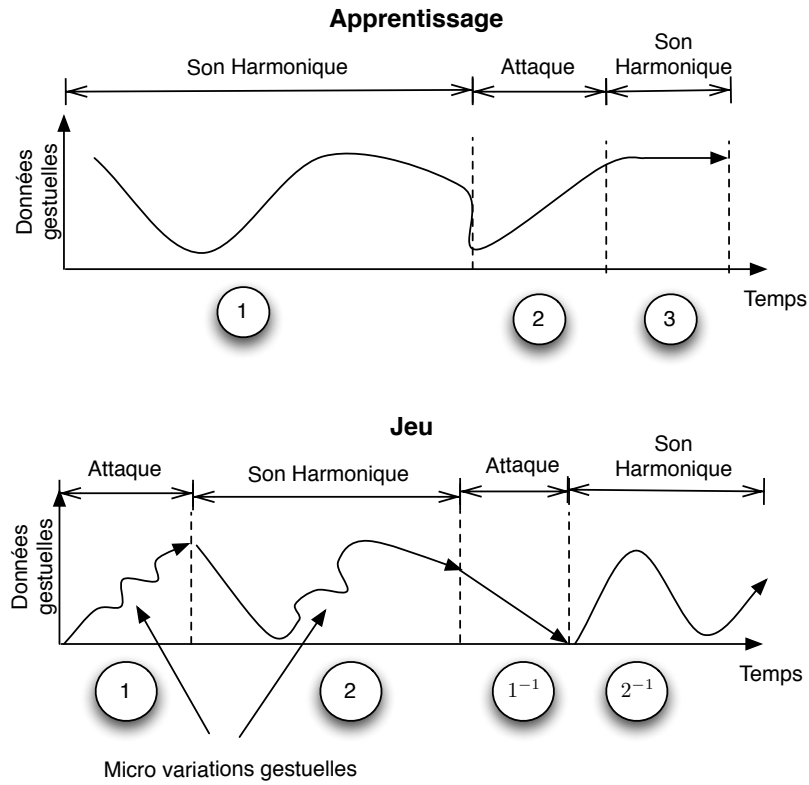 Apprentissage
Son Harmonique
Attaque
Son
Harmonique
Données
gestuelles
Temps
1
2
3
Jeu
Attaque
Son Harmonique
Attaque
Son
Harmonique
Données
gestuelles
Temps
1
2
1⁻¹
2⁻¹
Micro variations gestuelles